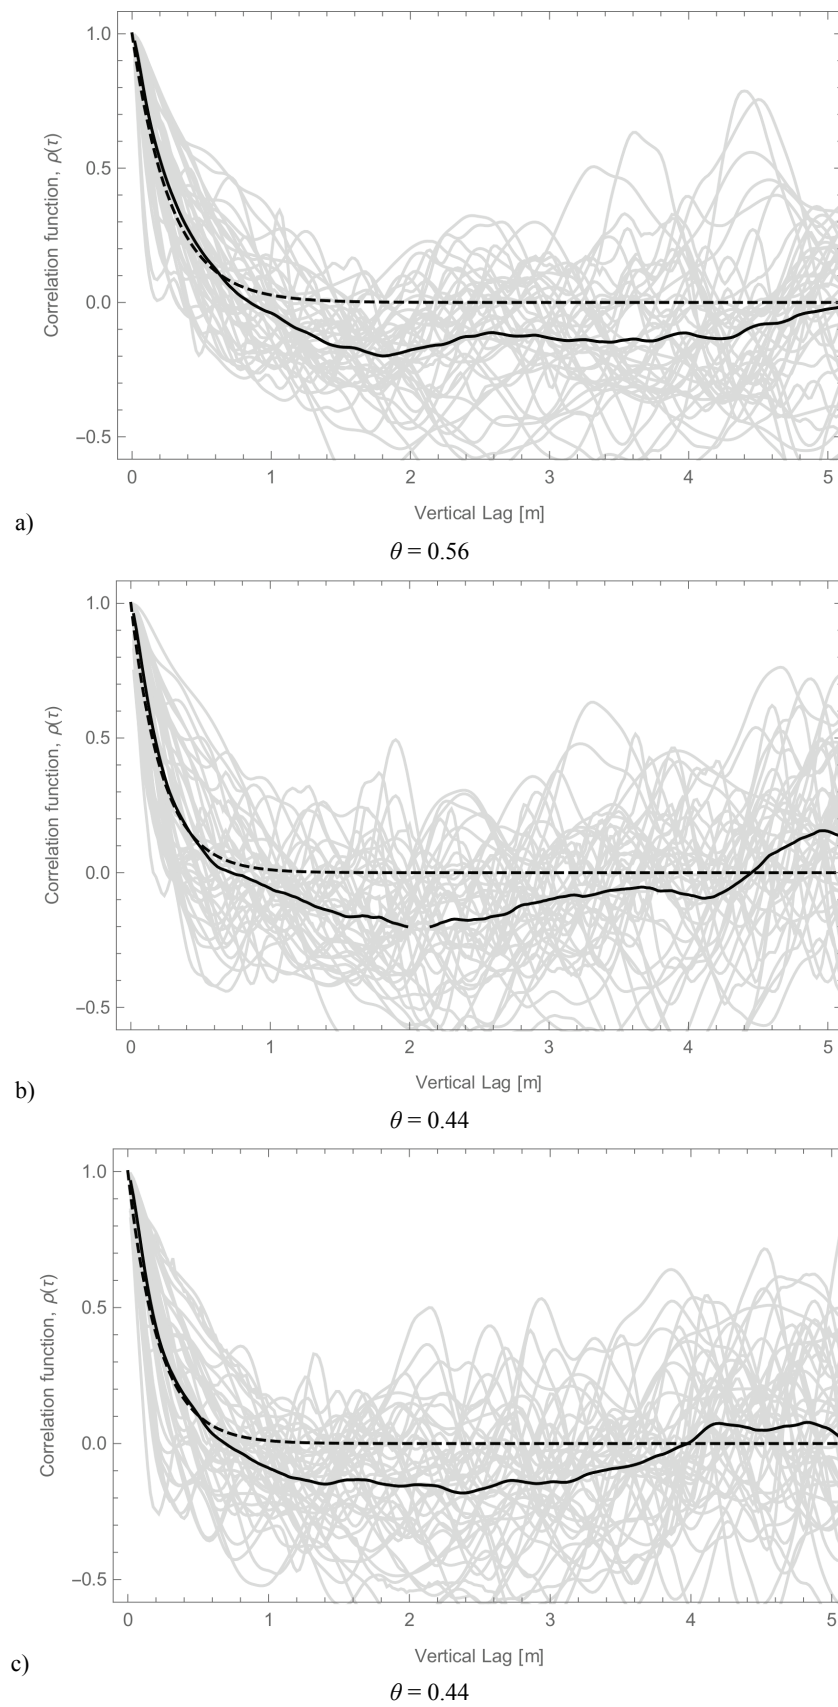 1.0
0.5
0.0
−0.5
Correlation function, ρ(τ)
0 1 2 3 4 5
Vertical Lag [m]
a)
θ = 0.56
1.0
0.5
0.0
−0.5
Correlation function, ρ(τ)
0 1 2 3 4 5
Vertical Lag [m]
b)
θ = 0.44
1.0
0.5
0.0
−0.5
Correlation function, ρ(τ)
0 1 2 3 4 5
Vertical Lag [m]
c)
θ = 0.44